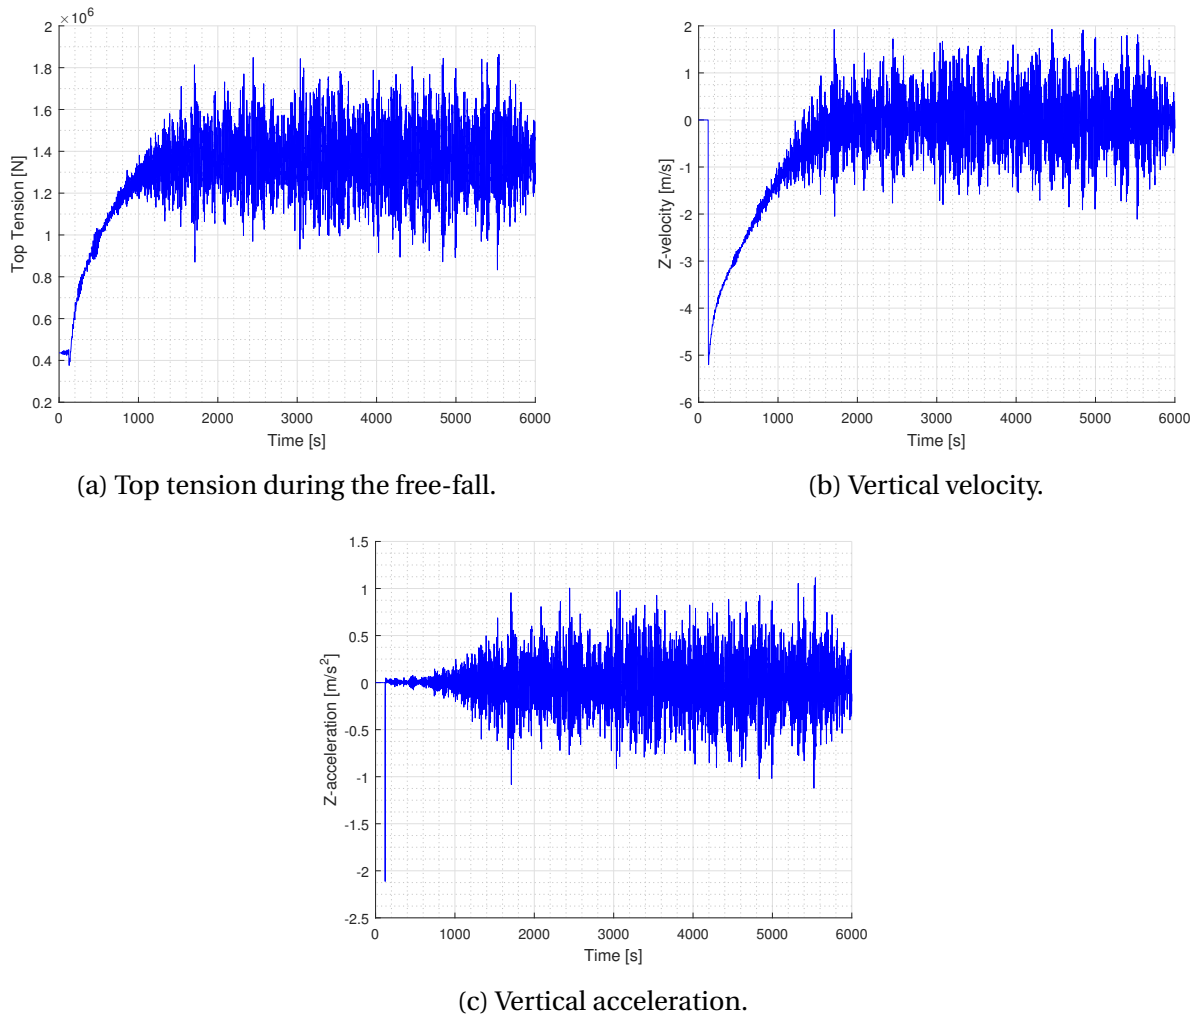 ×10⁶
2
1.8
1.6
1.4
1.2
1
0.8
0.6
0.4
0.2
Top Tension [N]
0 1000 2000 3000 4000 5000 6000
Time [s]
(a) Top tension during the free-fall.
2
1
0
-1
-2
-3
-4
-5
-6
Z-velocity [m/s]
0 1000 2000 3000 4000 5000 6000
Time [s]
(b) Vertical velocity.
1.5
1
0.5
0
-0.5
-1
-1.5
-2
-2.5
Z-acceleration [m/s²]
0 1000 2000 3000 4000 5000 6000
Time [s]
(c) Vertical acceleration.